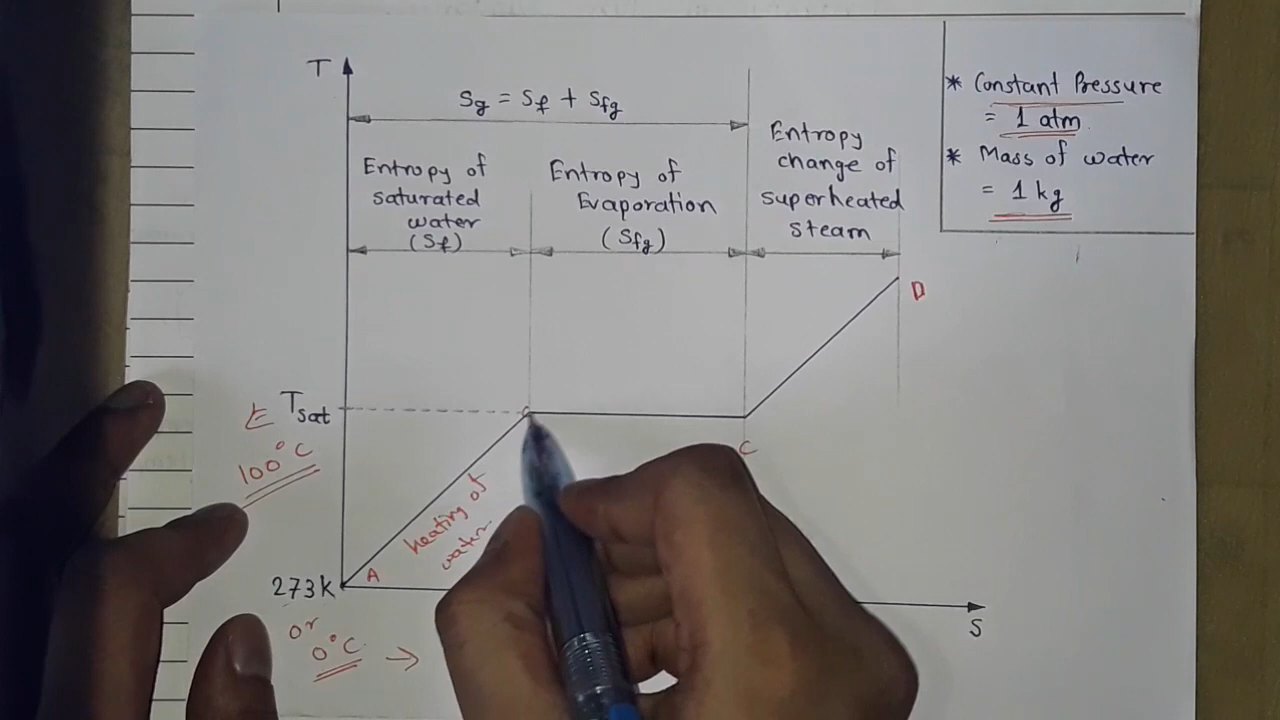 T
Sg = Sf + Sfg
Entropy of
saturated
water
(Sf)
Entropy of
Evaporation
(Sfg)
Entropy
change of
superheated
steam
* Constant Pressure
= 1 atm
* Mass of water
= 1 kg
D
Tsat
100°C
C
heating of
water
A
273k
or
0°C →
S